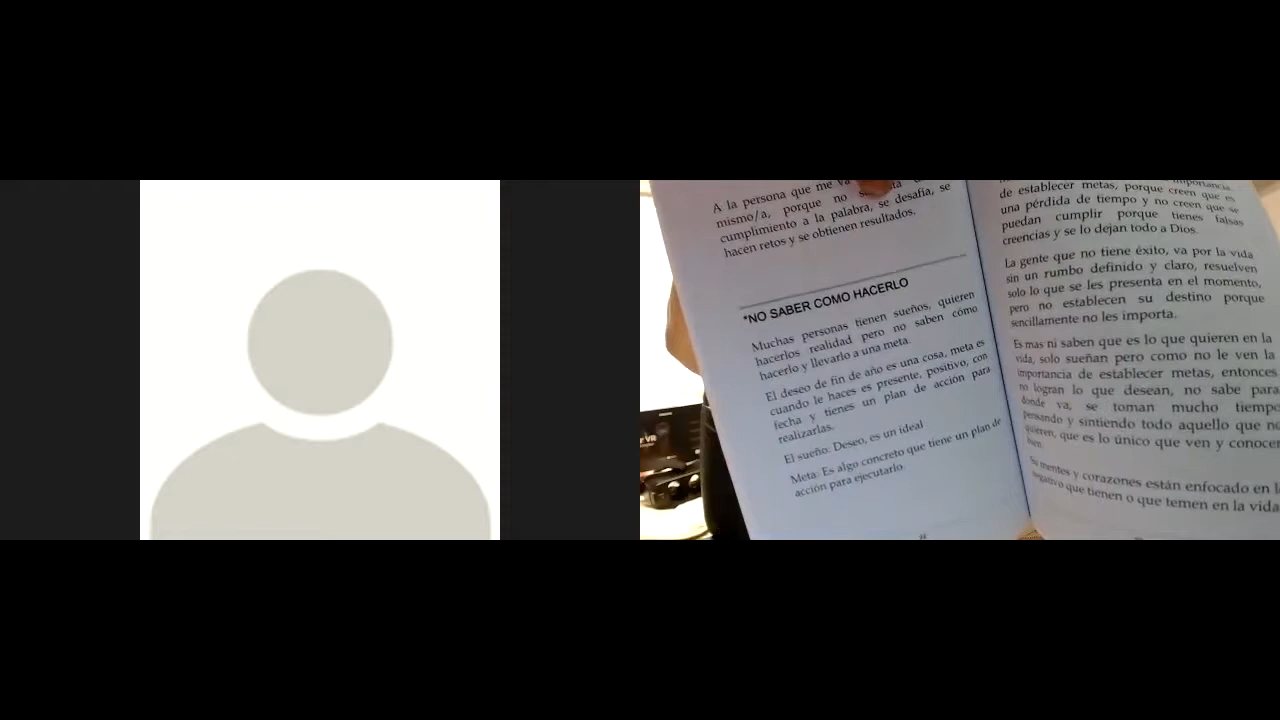 A la persona que me va
mismo/a, porque no
cumplimiento a la palabra, se desafía, se
hacen retos y se obtienen resultados.
*NO SABER COMO HACERLO
Muchas personas tienen sueños, quieren
hacerlos realidad pero no saben cómo
hacerlo y llevarlo a una meta.
El deseo de fin de año es una cosa, meta es
cuando le haces es presente, positivo, con
fecha y tienes un plan de acción para
realizarlas.
El sueño: Deseo, es un ideal
Meta: Es algo concreto que tiene un plan de
acción para ejecutarlo.
importancia
de establecer metas, porque creen que es
una pérdida de tiempo y no creen que se
puedan cumplir porque tienes falsas
creencias y se lo dejan todo a Dios.
La gente que no tiene éxito, va por la vida
sin un rumbo definido y claro, resuelven
solo lo que se les presenta en el momento,
pero no establecen su destino porque
sencillamente no les importa.
Es mas ni saben que es lo que quieren en la
vida, solo sueñan pero como no le ven la
importancia de establecer metas, entonces
no logran lo que desean, no sabe para
donde va, se toman mucho tiempo
pensando y sintiendo todo aquello que no
quieren, que es lo único que ven y conocen
bien.
Su mentes y corazones están enfocado en lo
negativo que tienen o que temen en la vida